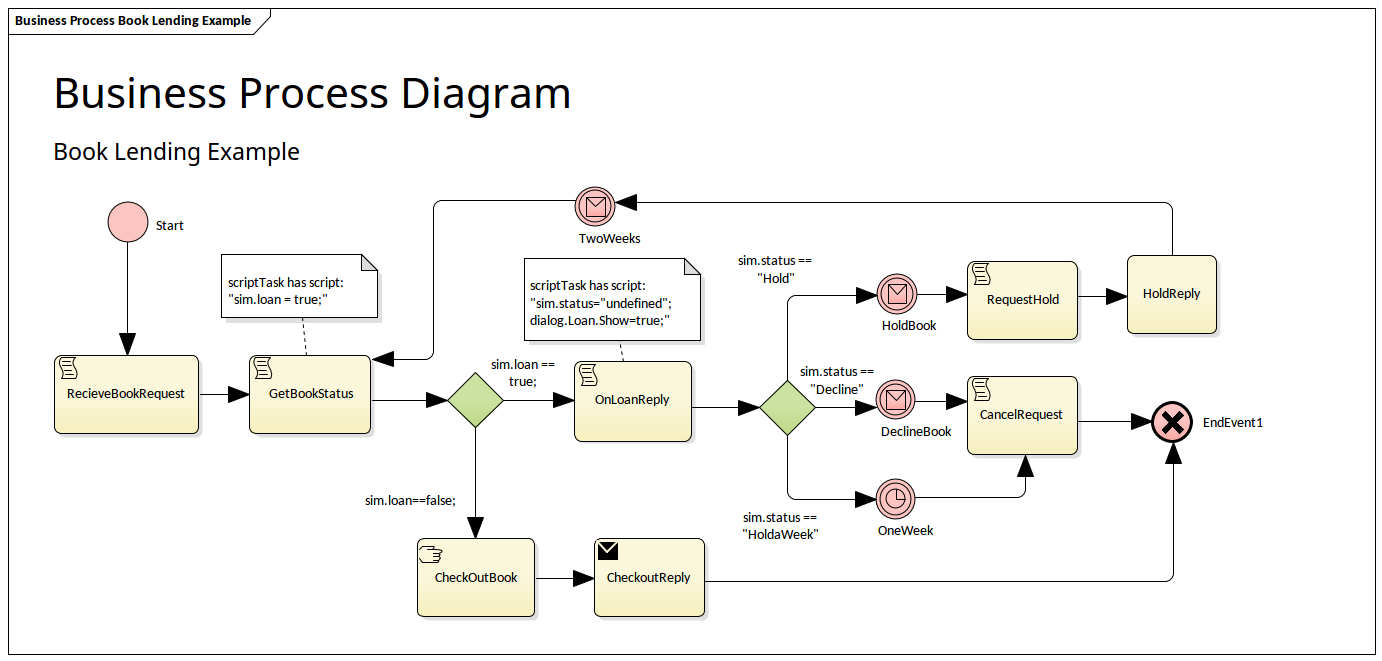 Business Process Book Lending Example
Business Process Diagram
Book Lending Example
Start
TwoWeeks
scriptTask has script:
"sim.loan = true;"
scriptTask has script:
"sim.status="undefined";
dialog.Loan.Show=true;"
sim.status ==
"Hold"
HoldBook
RequestHold
HoldReply
RecieveBookRequest
GetBookStatus
sim.loan ==
true;
OnLoanReply
sim.status ==
"Decline"
DeclineBook
CancelRequest
EndEvent1
sim.loan==false;
sim.status ==
"HoldaWeek"
OneWeek
CheckOutBook
CheckoutReply